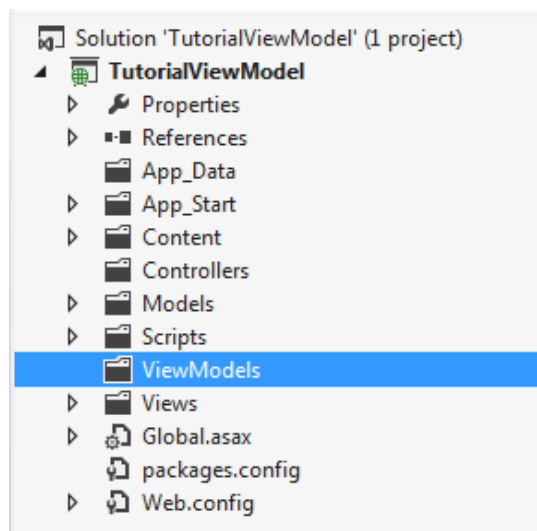 Solution 'TutorialViewModel' (1 project)
TutorialViewModel
Properties
References
App_Data
App_Start
Content
Controllers
Models
Scripts
ViewModels
Views
Global.asax
packages.config
Web.config